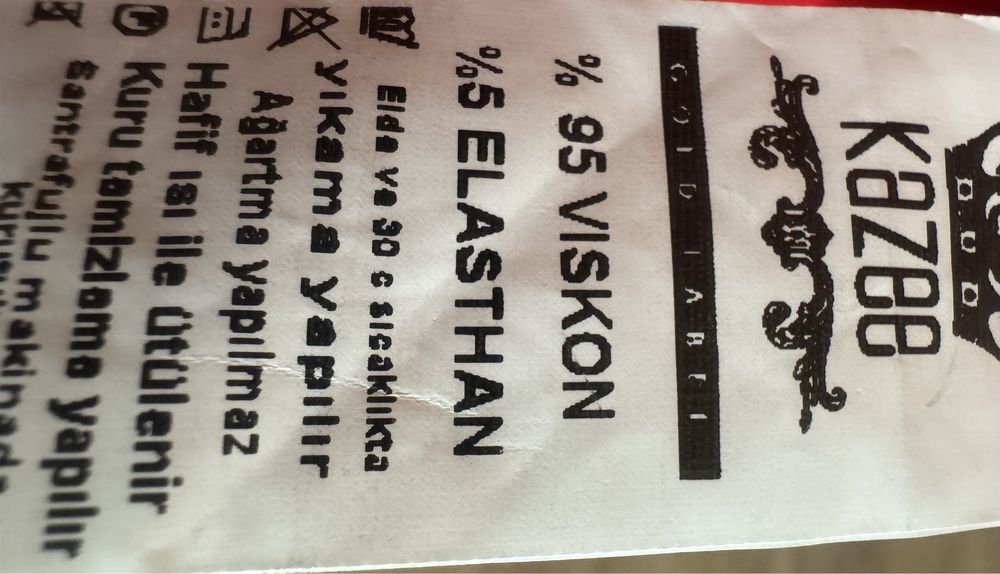 kazee
GOLD LABEL
% 95 VISKON
%5 ELASTHAN
Elde ve 30 c sıcaklıkta
Yıkama yapılır
Ağartma yapılmaz
Hafif ısı ile ütülenir
Kuru tamizlama yapılır
Santrafujlu makinada